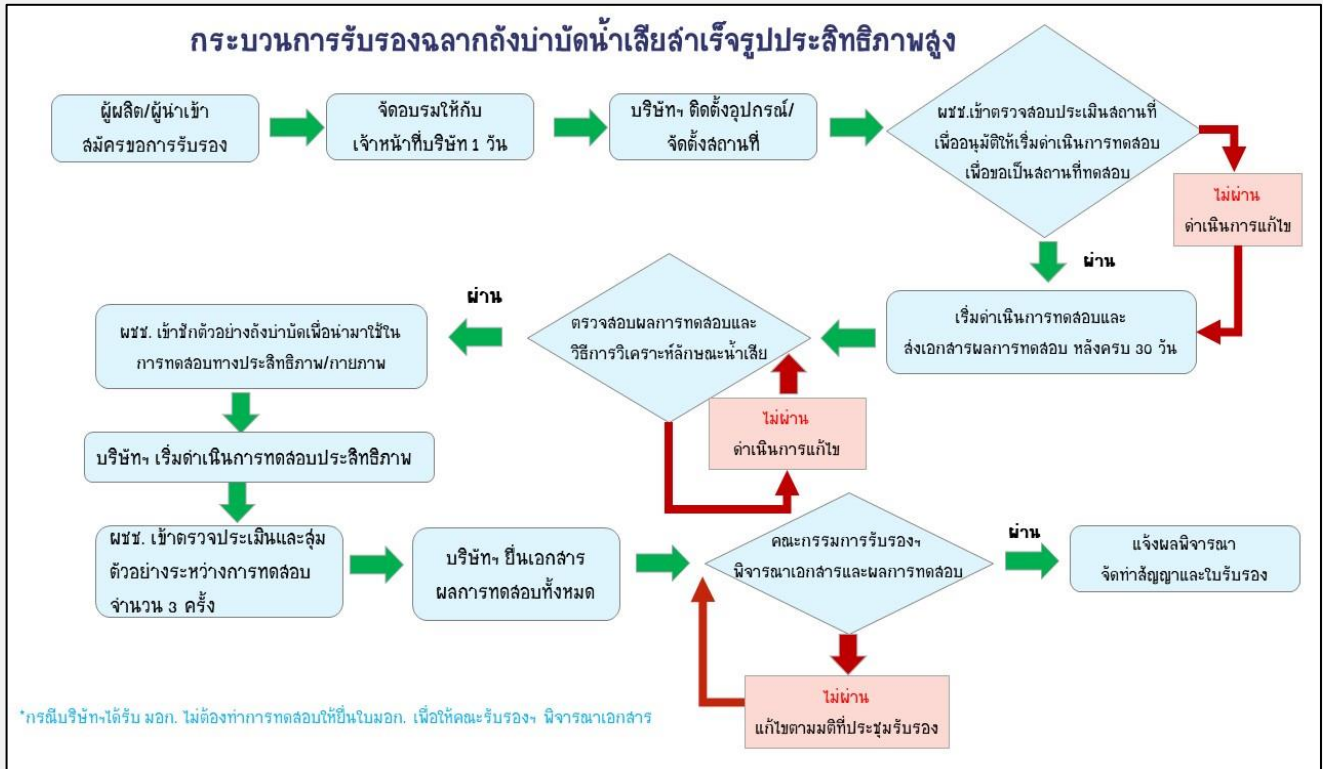 กระบวนการรับรองฉลากถังบำบัดน้ำเสียสำเร็จรูปประสิทธิภาพสูง
ผู้ผลิต/ผู้นำเข้า
สมัครขอการรับรอง
จัดอบรมให้กับ
เจ้าหน้าที่บริษัท 1 วัน
บริษัทฯ ติดตั้งอุปกรณ์/
จัดตั้งสถานที่
ผชช.เข้าตรวจสอบประเมินสถานที่
เพื่ออนุมัติให้เริ่มดำเนินการทดสอบ
เพื่อขอเป็นสถานที่ทดสอบ
ไม่ผ่าน
ดำเนินการแก้ไข
ผ่าน
เริ่มดำเนินการทดสอบและ
ส่งเอกสารผลการทดสอบ หลังครบ 30 วัน
ตรวจสอบผลการทดสอบและ
วิธีการวิเคราะห์ลักษณะน้ำเสีย
ไม่ผ่าน
ดำเนินการแก้ไข
ผ่าน
ผชช. เข้าชักตัวอย่างถังบำบัดเพื่อนำมาใช้ใน
การทดสอบทางประสิทธิภาพ/กายภาพ
บริษัทฯ เริ่มดำเนินการทดสอบประสิทธิภาพ
ผชช. เข้าตรวจประเมินและสุ่ม
ตัวอย่างระหว่างการทดสอบ
จำนวน 3 ครั้ง
บริษัทฯ ยื่นเอกสาร
ผลการทดสอบทั้งหมด
คณะกรรมการรับรองฯ
พิจารณาเอกสารและผลการทดสอบ
ผ่าน
แจ้งผลพิจารณา
จัดทำสัญญาและใบรับรอง
ไม่ผ่าน
แก้ไขตามมติที่ประชุมรับรอง
*กรณีบริษัทฯได้รับ มอก. ไม่ต้องทำการทดสอบให้ยื่นใบมอก. เพื่อให้คณะรับรองฯ พิจารณาเอกสาร